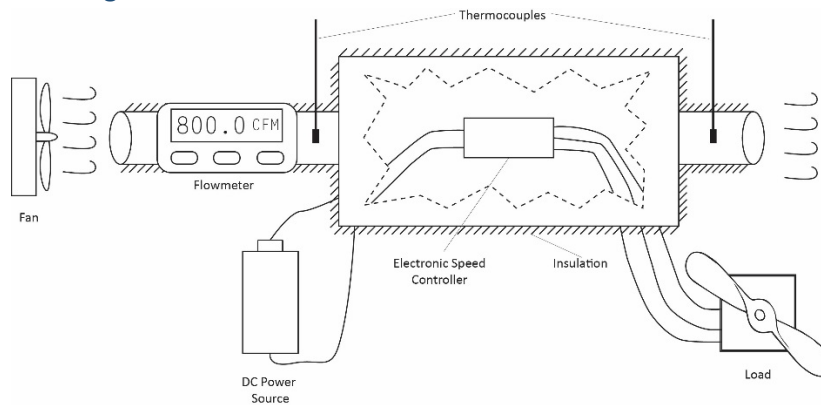 Thermocouples
800.0 CFM
Flowmeter
Fan
Electronic Speed
Controller
Insulation
DC Power
Source
Load